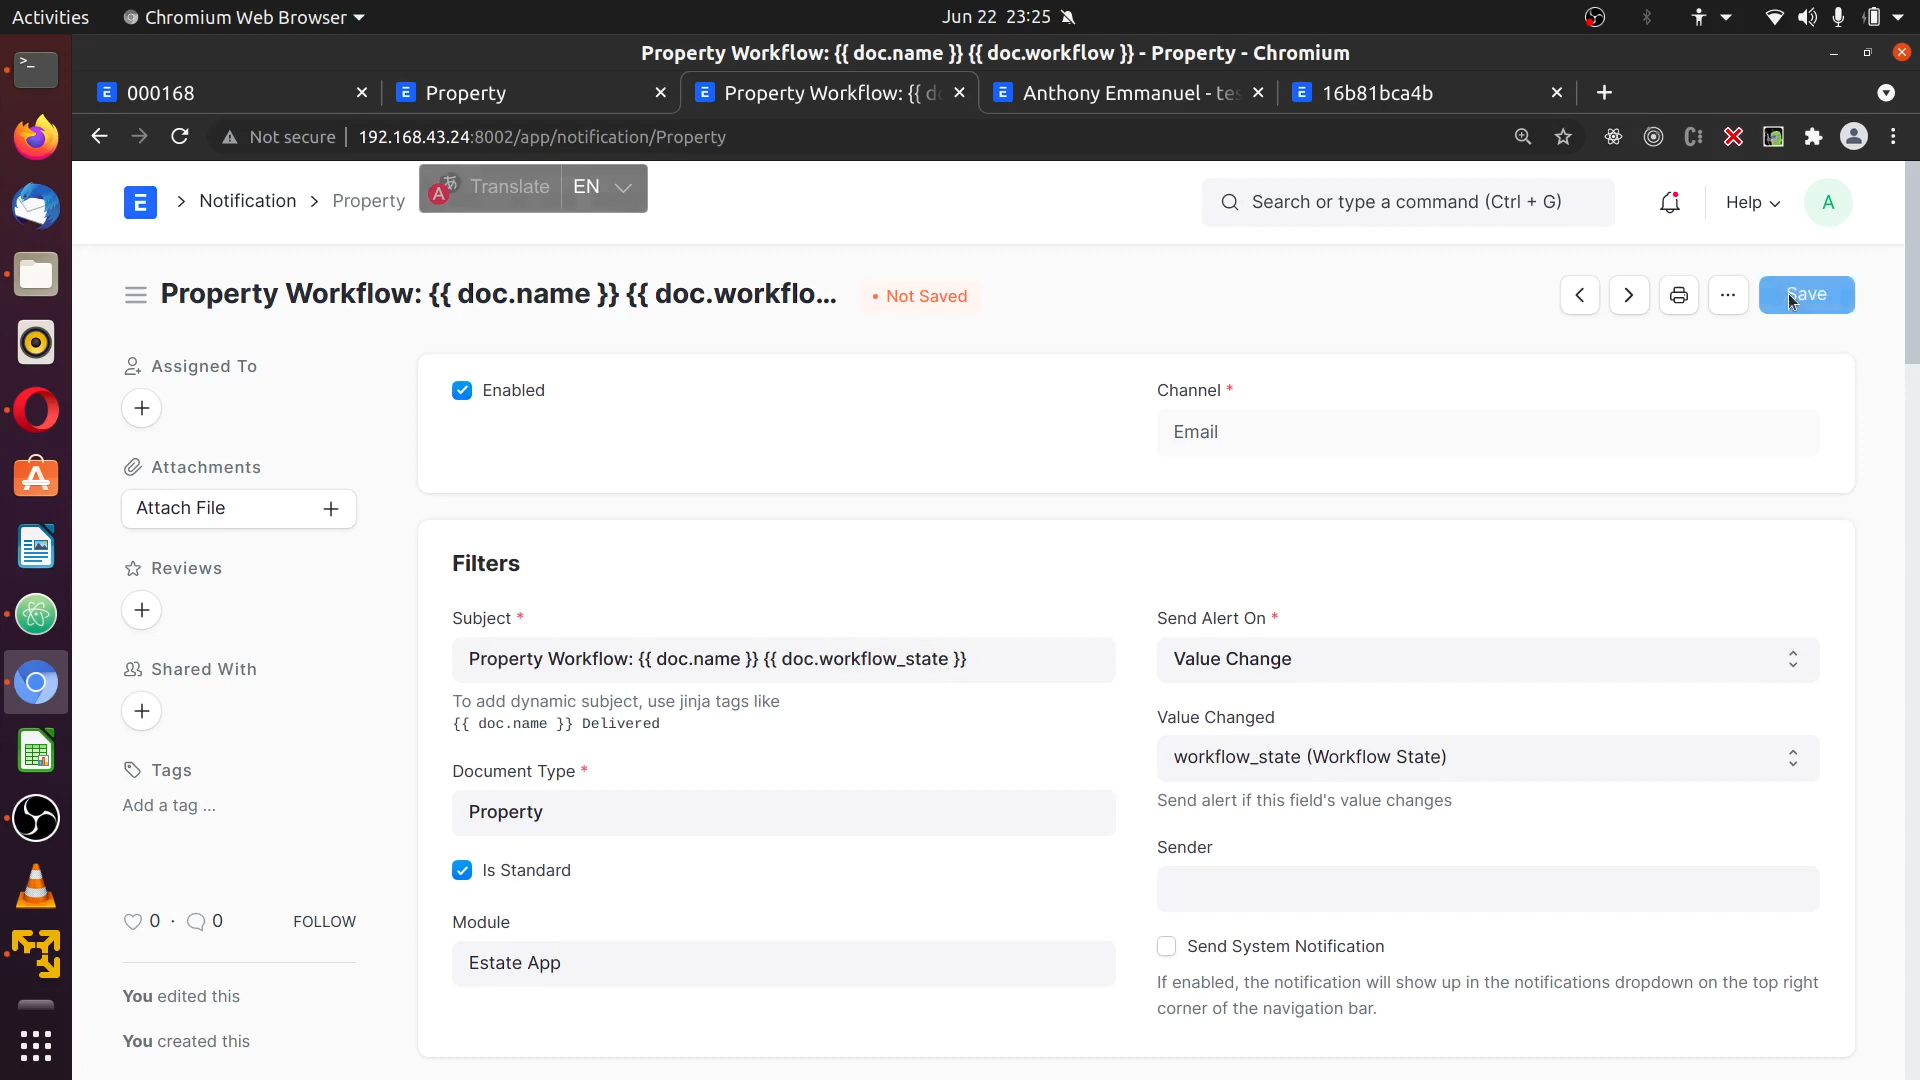 Activities
Chromium Web Browser
Jun 22 23:25
Property Workflow: {{ doc.name }} {{ doc.workflow }} - Property - Chromium
000168
Property
Property Workflow: {{ dc
Anthony Emmanuel - tes
16b81bca4b
Not secure
192.168.43.24:8002/app/notification/Property
Notification
Property
Translate
EN
Search or type a command (Ctrl + G)
Help
A
Property Workflow: {{ doc.name }} {{ doc.workflo...
• Not Saved
Save
Assigned To
Attachments
Attach File
Reviews
Shared With
Tags
Add a tag ...
0 · 0
FOLLOW
You edited this
You created this
Enabled
Channel *
Email
Filters
Subject *
Property Workflow: {{ doc.name }} {{ doc.workflow_state }}
To add dynamic subject, use jinja tags like
{{ doc.name }} Delivered
Document Type *
Property
Is Standard
Module
Estate App
Send Alert On *
Value Change
Value Changed
workflow_state (Workflow State)
Send alert if this field's value changes
Sender
Send System Notification
If enabled, the notification will show up in the notifications dropdown on the top right
corner of the navigation bar.